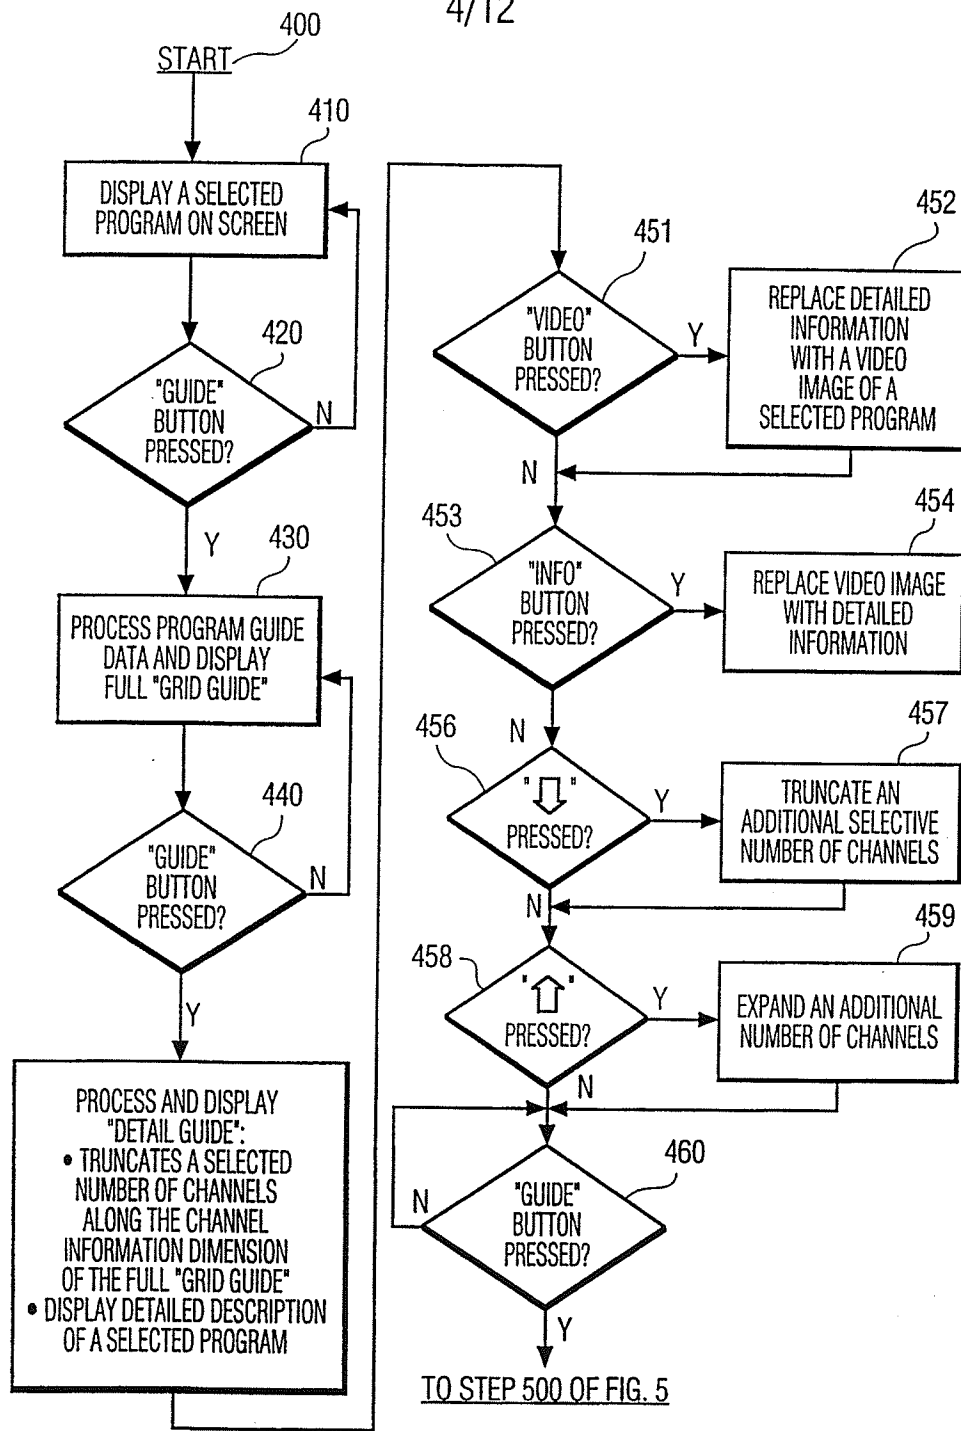 4/12
START
400
410
DISPLAY A SELECTED
PROGRAM ON SCREEN
420
"GUIDE"
BUTTON
PRESSED?
N
Y
430
PROCESS PROGRAM GUIDE
DATA AND DISPLAY
FULL "GRID GUIDE"
440
"GUIDE"
BUTTON
PRESSED?
N
Y
PROCESS AND DISPLAY
"DETAIL GUIDE":
• TRUNCATES A SELECTED
NUMBER OF CHANNELS
ALONG THE CHANNEL
INFORMATION DIMENSION
OF THE FULL "GRID GUIDE"
• DISPLAY DETAILED DESCRIPTION
OF A SELECTED PROGRAM
451
"VIDEO"
BUTTON
PRESSED?
Y
N
452
REPLACE DETAILED
INFORMATION
WITH A VIDEO
IMAGE OF A
SELECTED PROGRAM
453
"INFO"
BUTTON
PRESSED?
Y
N
454
REPLACE VIDEO IMAGE
WITH DETAILED
INFORMATION
456
"⇩"
PRESSED?
Y
N
457
TRUNCATE AN
ADDITIONAL SELECTIVE
NUMBER OF CHANNELS
458
"⇧"
PRESSED?
Y
N
459
EXPAND AN ADDITIONAL
NUMBER OF CHANNELS
460
"GUIDE"
BUTTON
PRESSED?
N
Y
TO STEP 500 OF FIG. 5